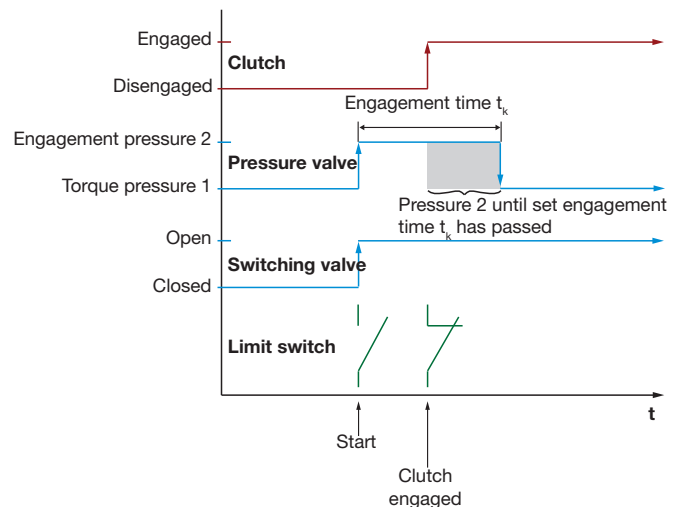 Engaged
Clutch
Disengaged
Engagement time tk
Engagement pressure 2
Pressure valve
Torque pressure 1
Pressure 2 until set engagement
time tk has passed
Open
Switching valve
Closed
Limit switch
t
Start
Clutch
engaged